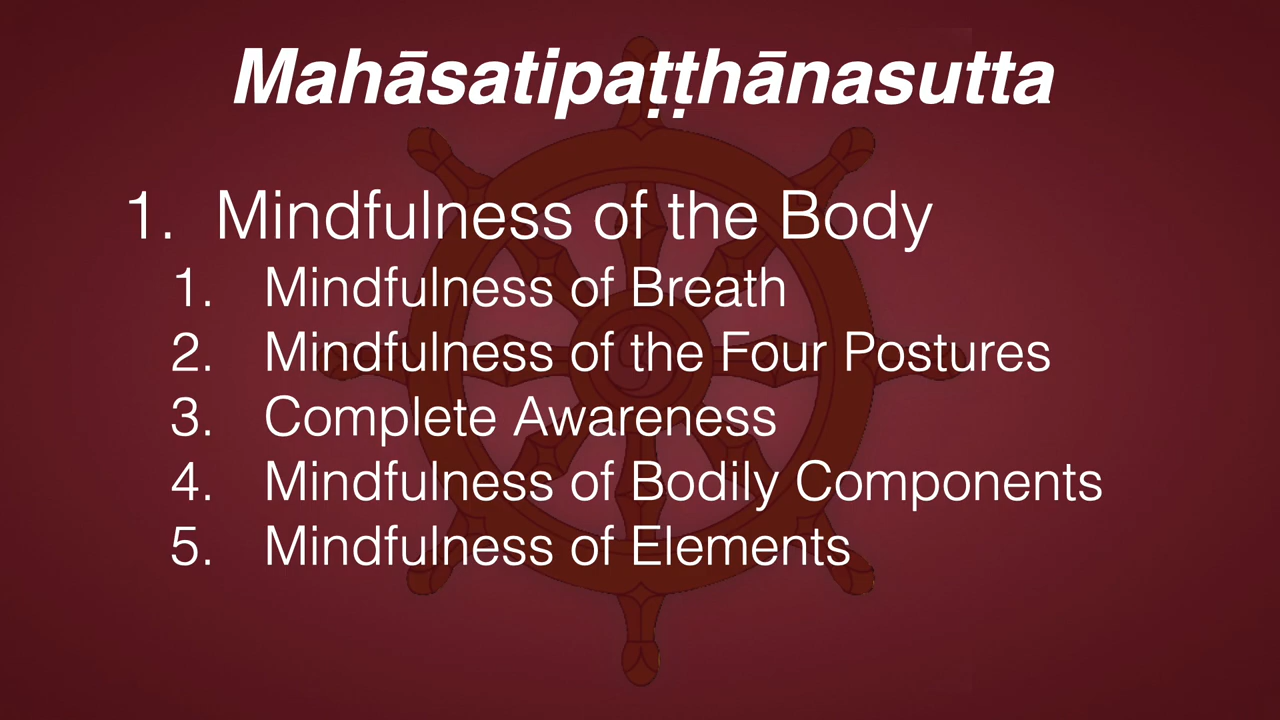 Mahāsatipaṭṭhānasutta
1. Mindfulness of the Body
1. Mindfulness of Breath
2. Mindfulness of the Four Postures
3. Complete Awareness
4. Mindfulness of Bodily Components
5. Mindfulness of Elements